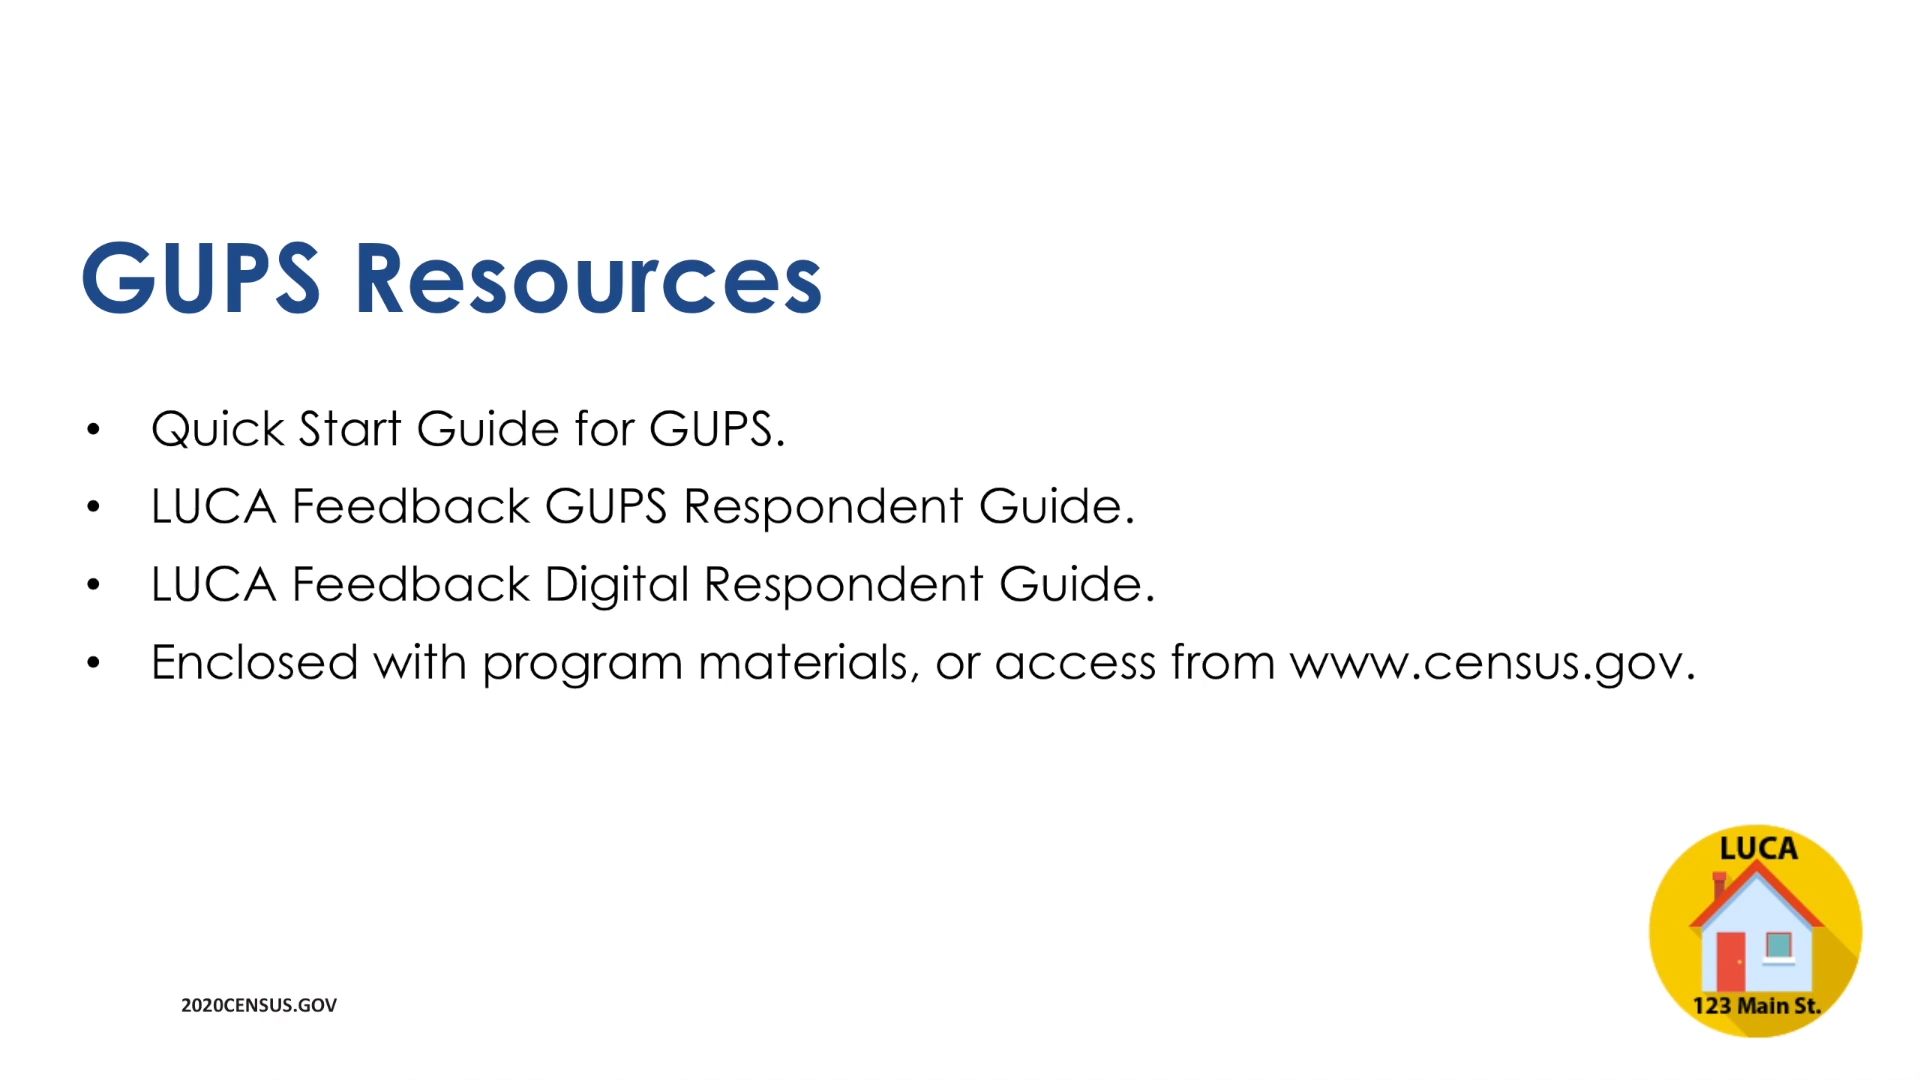 GUPS Resources
• Quick Start Guide for GUPS.
• LUCA Feedback GUPS Respondent Guide.
• LUCA Feedback Digital Respondent Guide.
• Enclosed with program materials, or access from www.census.gov.
LUCA
123 Main St.
2020CENSUS.GOV